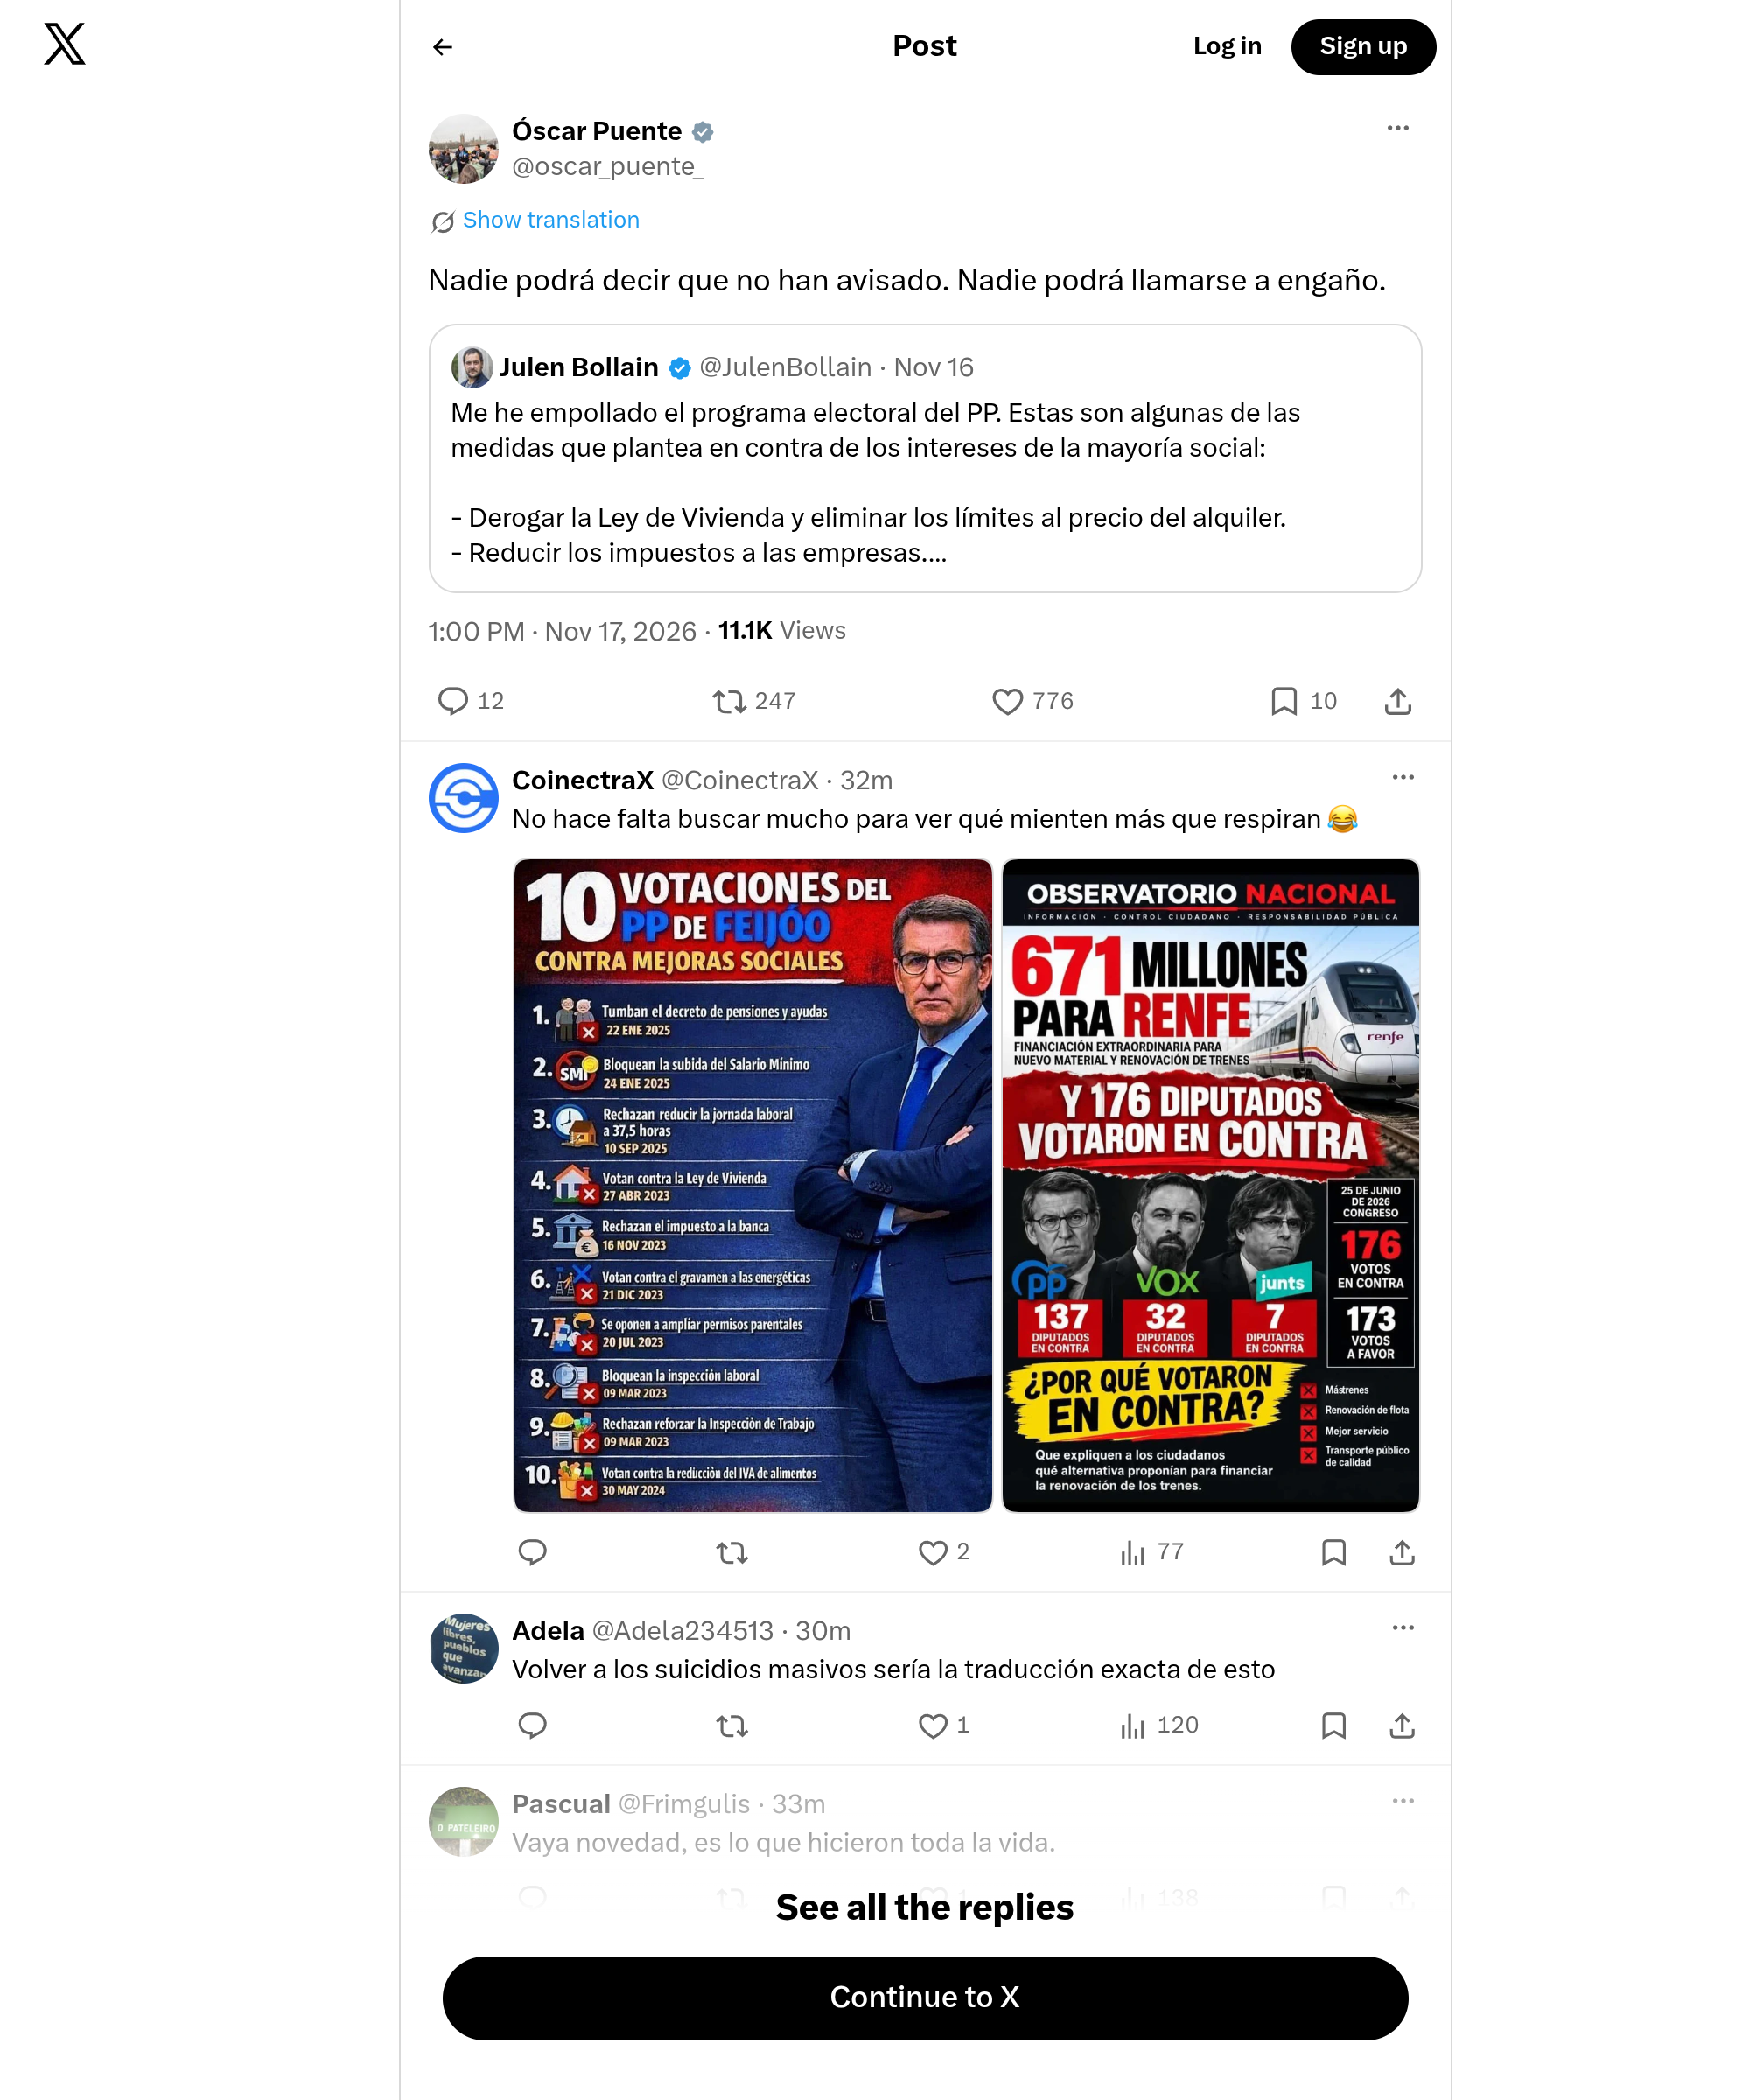 Post
Log in
Sign up
Óscar Puente
@oscar_puente_
Show translation
Nadie podrá decir que no han avisado. Nadie podrá llamarse a engaño.
Julen Bollain @JulenBollain · Nov 16
Me he empollado el programa electoral del PP. Estas son algunas de las
medidas que plantea en contra de los intereses de la mayoría social:
- Derogar la Ley de Vivienda y eliminar los límites al precio del alquiler.
- Reducir los impuestos a las empresas....
1:00 PM · Nov 17, 2026 · 11.1K Views
12 247 776 10
CoinectraX @CoinectraX · 32m
No hace falta buscar mucho para ver qué mienten más que respiran 😂
10 VOTACIONES DEL
PP DE FEIJÓO
CONTRA MEJORAS SOCIALES
1. Tumban el decreto de pensiones y ayudas
22 ENE 2025
2. SMI Bloquean la subida del Salario Mínimo
24 ENE 2025
3. Rechazan reducir la jornada laboral
a 37,5 horas
10 SEP 2025
4. Votan contra la Ley de Vivienda
27 ABR 2023
5. Rechazan el impuesto a la banca
16 NOV 2023
6. Votan contra el gravamen a las energéticas
21 DIC 2023
7. Se oponen a ampliar permisos parentales
20 JUL 2023
8. Bloquean la inspecciòn laboral
09 MAR 2023
9. Rechazan reforzar la Inspecciòn de Trabajo
09 MAR 2023
10. Votan contra la reducciòn del IVA de alimentos
30 MAY 2024
OBSERVATORIO NACIONAL
INFORMACIÓN · CONTROL CIUDADANO · RESPONSABILIDAD PÚBLICA
671 MILLONES
PARA RENFE
FINANCIACIÓN EXTRAORDINARIA PARA
NUEVO MATERIAL Y RENOVACIÓN DE TRENES
renfe
Y 176 DIPUTADOS
VOTARON EN CONTRA
PP
137
DIPUTADOS
EN CONTRA
VOX
32
DIPUTADOS
EN CONTRA
junts
7
DIPUTADOS
EN CONTRA
25 DE JUNIO
DE 2026
CONGRESO
176
VOTOS
EN CONTRA
173
VOTOS
A FAVOR
¿POR QUÉ VOTARON
EN CONTRA?
Que expliquen a los ciudadanos
qué alternativa proponían para financiar
la renovación de los trenes.
Mástrenes
Renovación de flota
Mejor servicio
Transporte público
de calidad
2 77
Adela @Adela234513 · 30m
Mujeres
libres,
pueblos
que
avanzan
Volver a los suicidios masivos sería la traducción exacta de esto
1 120
Pascual @Frimgulis · 33m
O PATELEIRO
Vaya novedad, es lo que hicieron toda la vida.
1 138
See all the replies
Continue to X